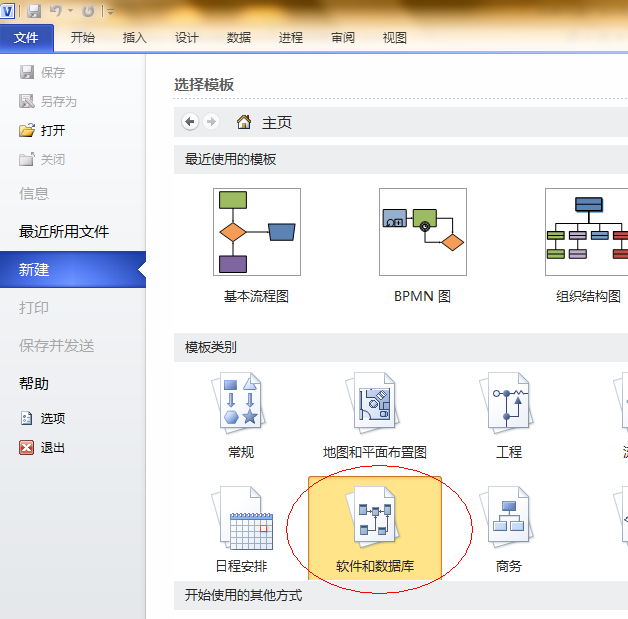 文件 开始 插入 设计 数据 进程 审阅 视图
保存
另存为
打开
关闭
信息
最近所用文件
新建
打印
保存并发送
帮助
选项
退出
选择模板
主页
最近使用的模板
基本流程图 BPMN 图 组织结构图
模板类别
常规 地图和平面布置图 工程
日程安排 软件和数据库 商务
开始使用的其他方式